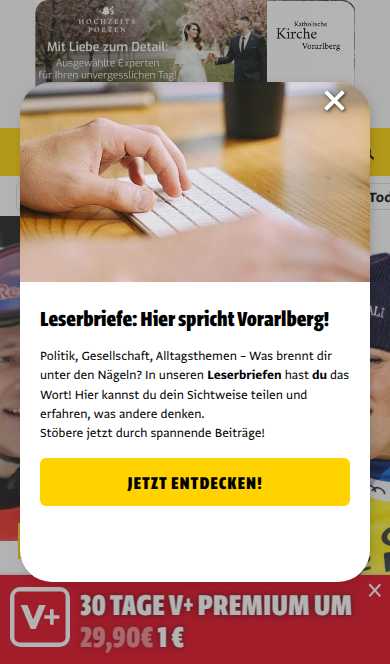 HOCHZEITS
POETEN
Mit Liebe zum Detail:
Ausgewählte Experten
für Ihren unvergesslichen Tag!
Katholische
Kirche
Vorarlberg
Tod
Leserbriefe: Hier spricht Vorarlberg!
Politik, Gesellschaft, Alltagsthemen – Was brennt dir
unter den Nägeln? In unseren Leserbriefen hast du das
Wort! Hier kannst du dein Sichtweise teilen und
erfahren, was andere denken.
Stöbere jetzt durch spannende Beiträge!
JETZT ENTDECKEN!
V+
30 TAGE V+ PREMIUM UM
29,90€ 1 €